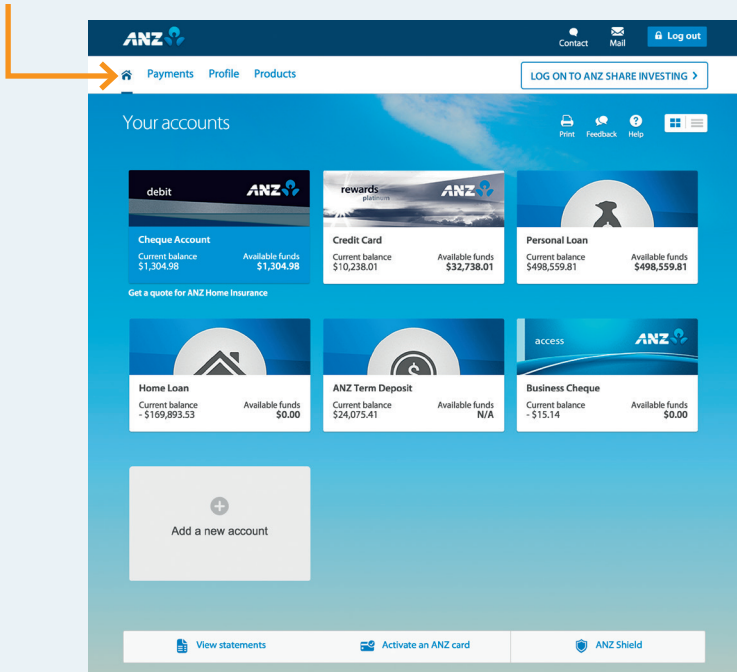 ANZ
Contact
Mail
Log out
Payments Profile Products
LOG ON TO ANZ SHARE INVESTING >
Your accounts
Print Feedback Help
debit ANZ
Cheque Account
Current balance Available funds
$1,304.98 $1,304.98
Get a quote for ANZ Home Insurance
rewards ANZ
platinum
Credit Card
Current balance Available funds
$10,238.01 $32,738.01
Personal Loan
Current balance Available funds
$498,559.81 $498,559.81
Home Loan
Current balance Available funds
- $169,893.53 $0.00
ANZ Term Deposit
Current balance Available funds
$24,075.41 N/A
access ANZ
Business Cheque
Current balance Available funds
- $15.14 $0.00
Add a new account
View statements
Activate an ANZ card
ANZ Shield